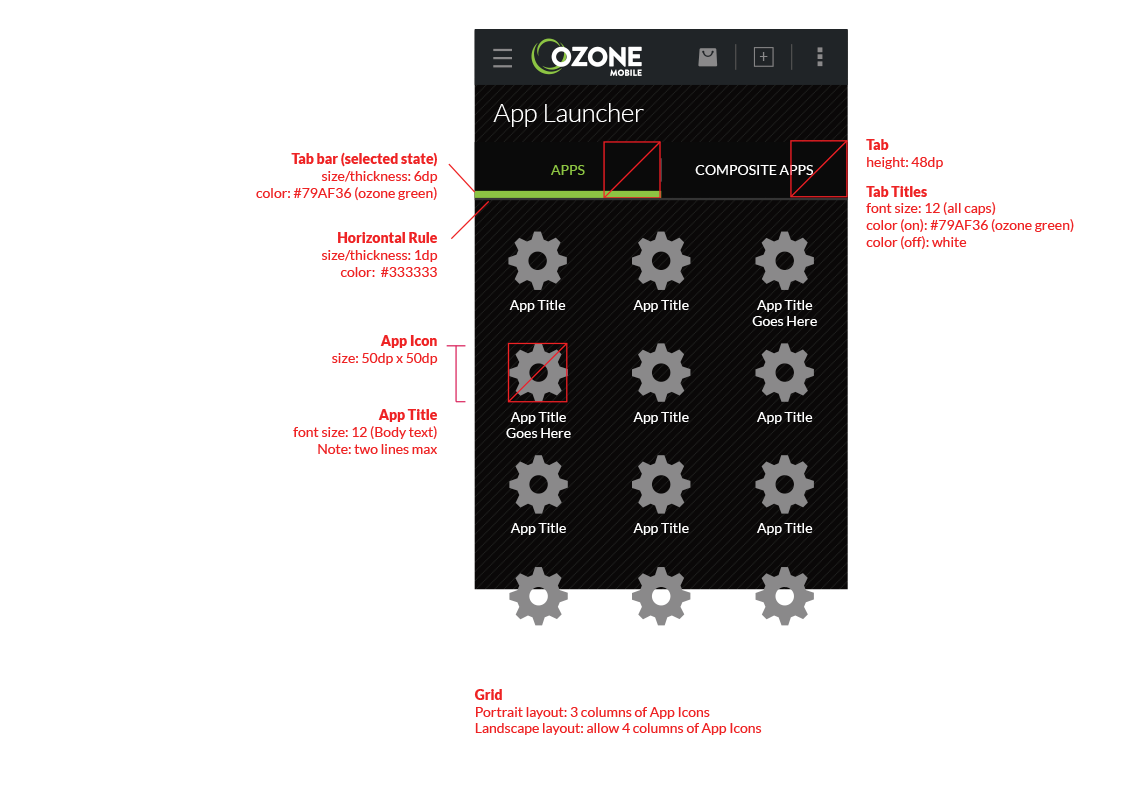 OZONE
MOBILE
App Launcher
APPS
COMPOSITE APPS
Tab bar (selected state)
size/thickness: 6dp
color: #79AF36 (ozone green)
Tab
height: 48dp
Tab Titles
font size: 12 (all caps)
color (on): #79AF36 (ozone green)
color (off): white
Horizontal Rule
size/thickness: 1dp
color:  #333333
App Title
App Title
App Title
Goes Here
App Icon
size: 50dp x 50dp
App Title
font size: 12 (Body text)
Note: two lines max
App Title
Goes Here
App Title
App Title
App Title
App Title
App Title
Grid
Portrait layout: 3 columns of App Icons
Landscape layout: allow 4 columns of App Icons